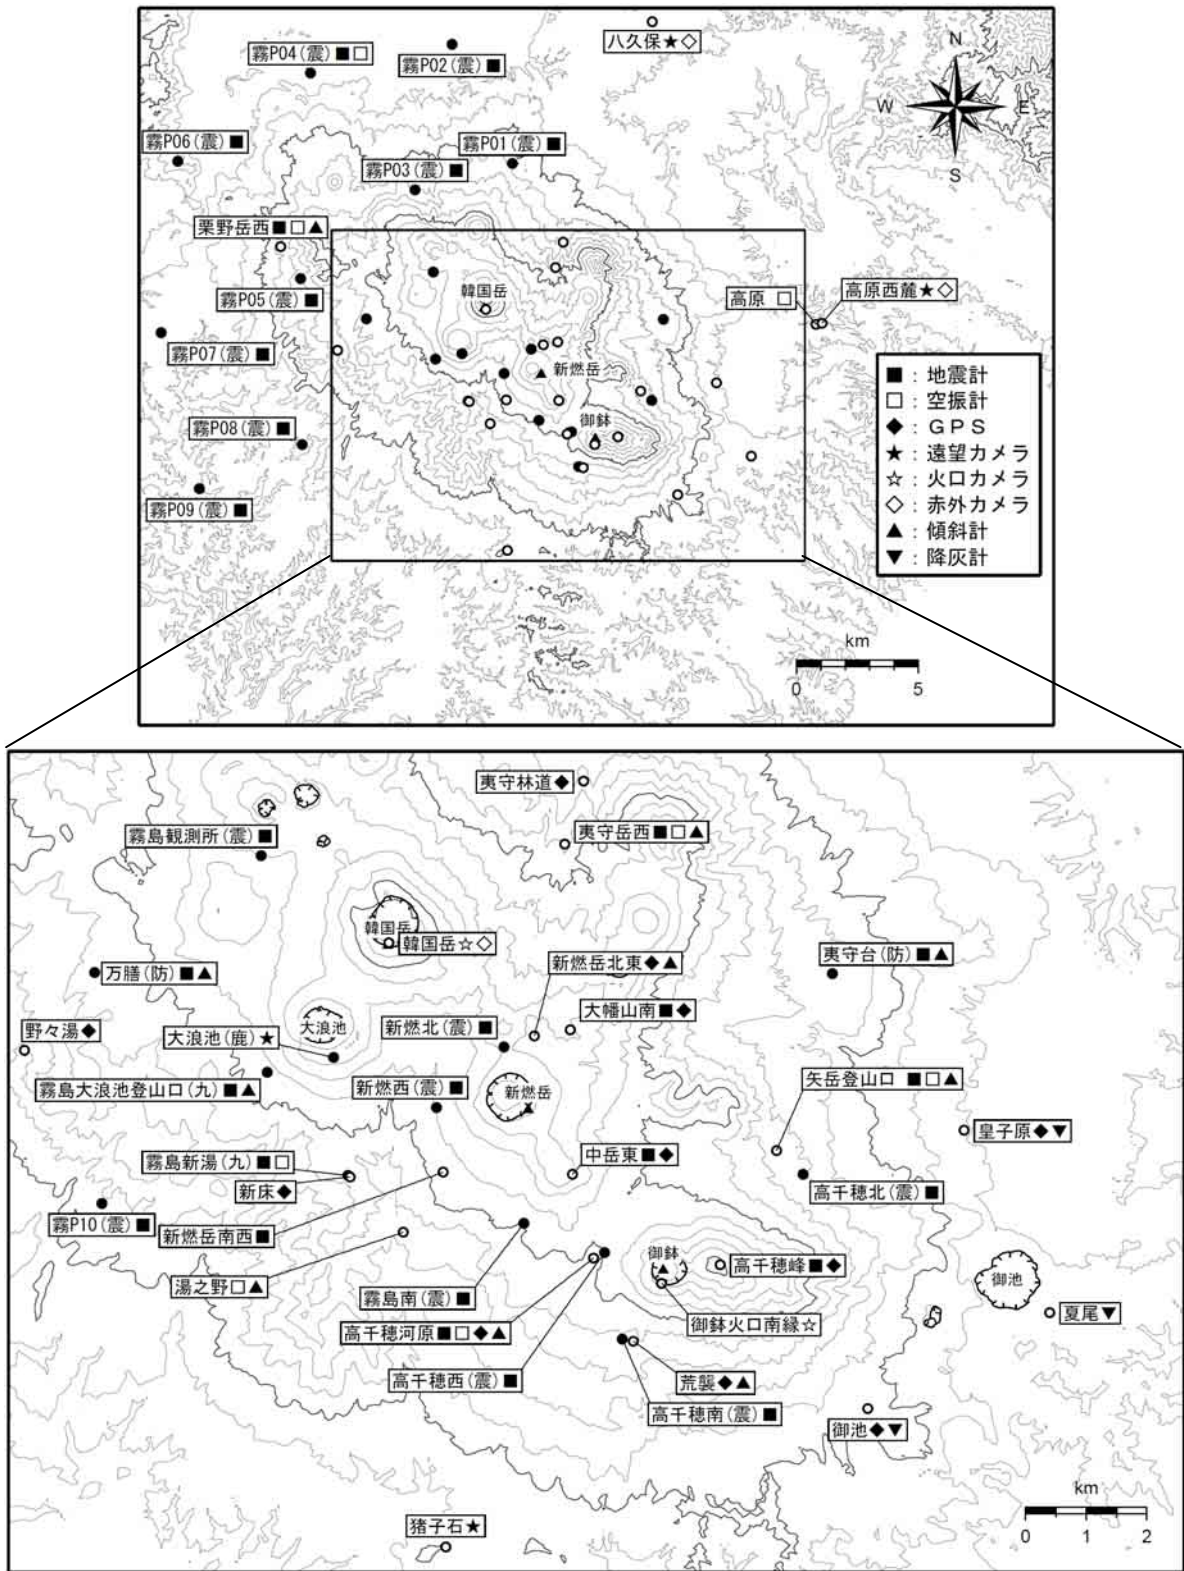 八久保★◇
霧P04(震)■□
霧P02(震)■
N
W
E
S
霧P06(震)■
霧P01(震)■
霧P03(震)■
栗野岳西■□▲
霧P05(震)■
韓国岳
高原 □
高原西麓★◇
霧P07(震)■
新燃岳
霧P08(震)■
御鉢
霧P09(震)■
■:地震計
□:空振計
◆:GPS
★:遠望カメラ
☆:火口カメラ
◇:赤外カメラ
▲:傾斜計
▼:降灰計
km
0 5
夷守林道◆
霧島観測所(震)■
夷守岳西■□▲
韓国岳
韓国岳☆◇
万膳(防)■▲
新燃岳北東◆▲
夷守台(防)■▲
大幡山南■◆
野々湯◆
大浪池
大浪池(鹿)★
新燃北(震)■
霧島大浪池登山口(九)■▲
新燃西(震)■
新燃岳
矢岳登山口 ■□▲
皇子原◆▼
霧島新湯(九)■□
中岳東■◆
新床◆
高千穂北(震)■
霧P10(震)■
新燃岳南西■
湯之野□▲
御鉢
高千穂峰■◆
御池
霧島南(震)■
御鉢火口南縁☆
夏尾▼
高千穂河原■□◆▲
高千穂西(震)■
荒襲◆▲
高千穂南(震)■
御池◆▼
km
0 1 2
猪子石★